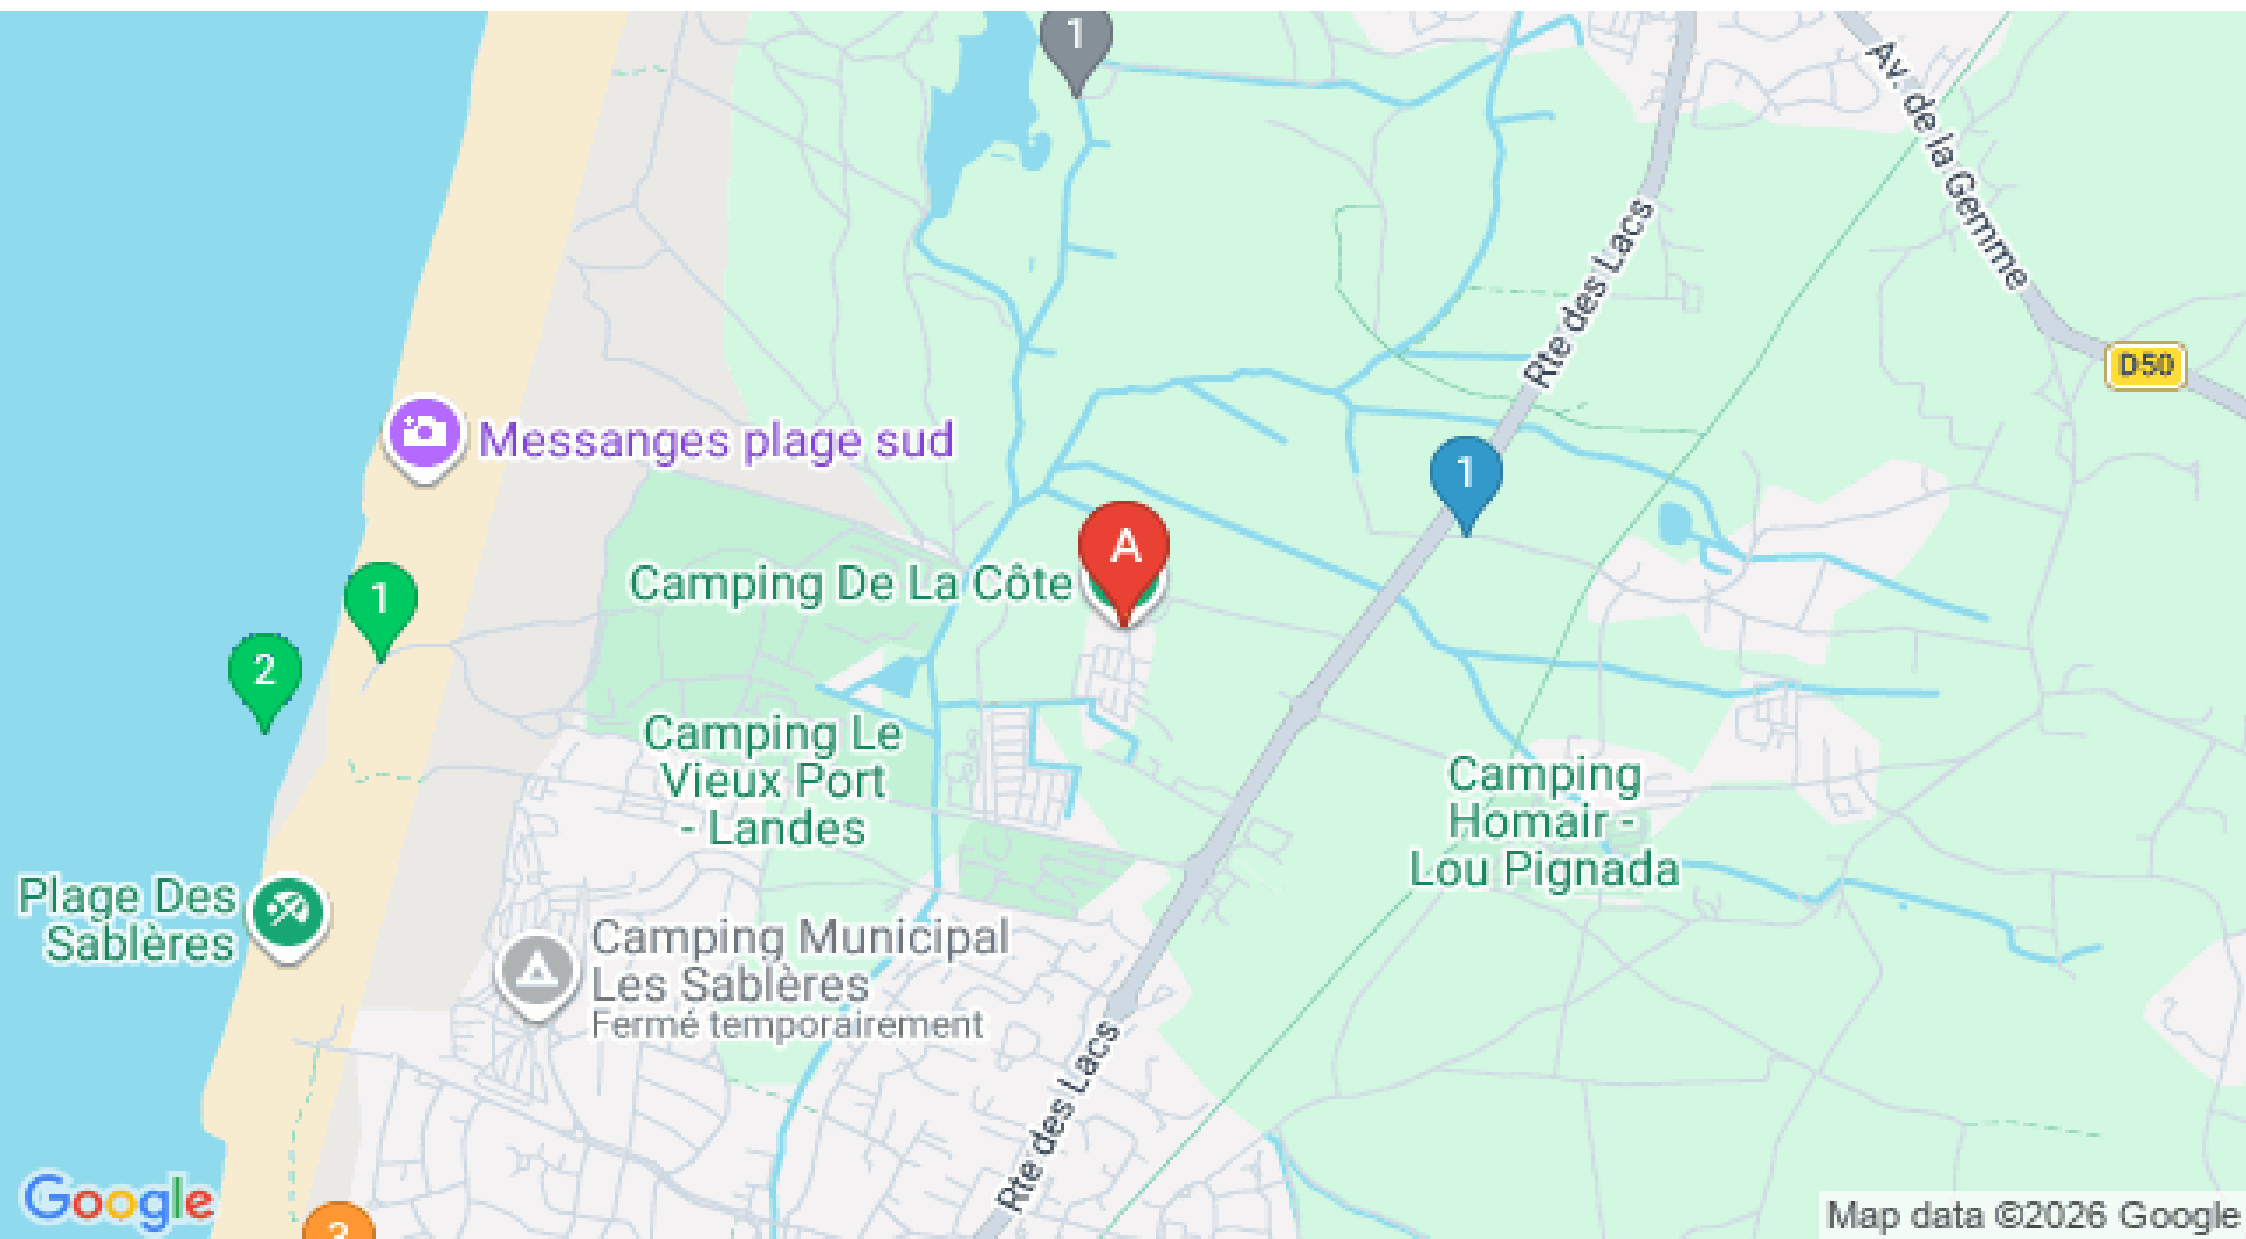 1
Av. de la Gemme
Rte des Lacs
D50
Messanges plage sud
1
A
Camping De La Côte
1
2
Camping Le
Vieux Port
- Landes
Camping
Homair -
Lou Pignada
Plage Des
Sablères
Camping Municipal
Les Sablères
Fermé temporairement
Rte des Lacs
Google
Map data ©2026 Google